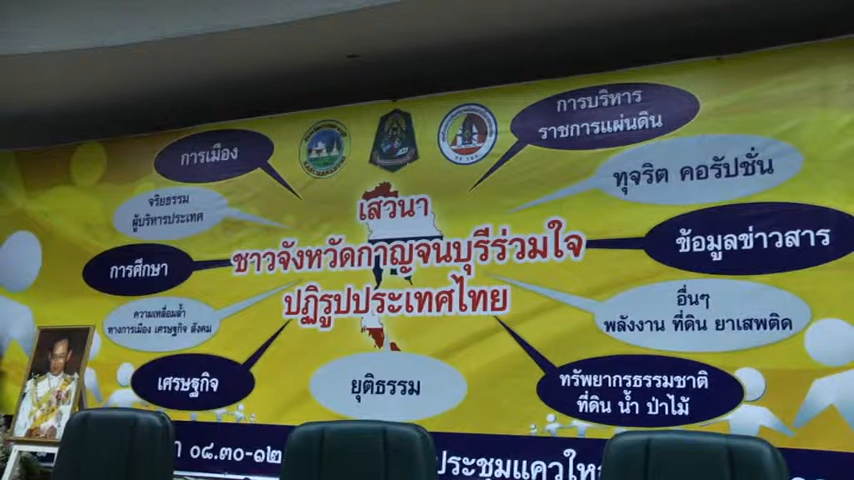 การเมือง
การบริหาร
ราชการแผ่นดิน
จริยธรรม
ผู้บริหารประเทศ
ทุจริต คอรัปชั่น
เสวนา
ชาวจังหวัดกาญจนบุรีร่วมใจ
ปฏิรูปประเทศไทย
การศึกษา
ข้อมูลข่าวสาร
ความเหลื่อมล้ำ
ทางการเมือง เศรษฐกิจ สังคม
อื่นๆ
พลังงาน ที่ดิน ยาเสพติด
เศรษฐกิจ
ยุติธรรม
ทรัพยากรธรรมชาติ
ที่ดิน น้ำ ป่าไม้
๐๘.๓๐-๑๒
ประชุมแควให